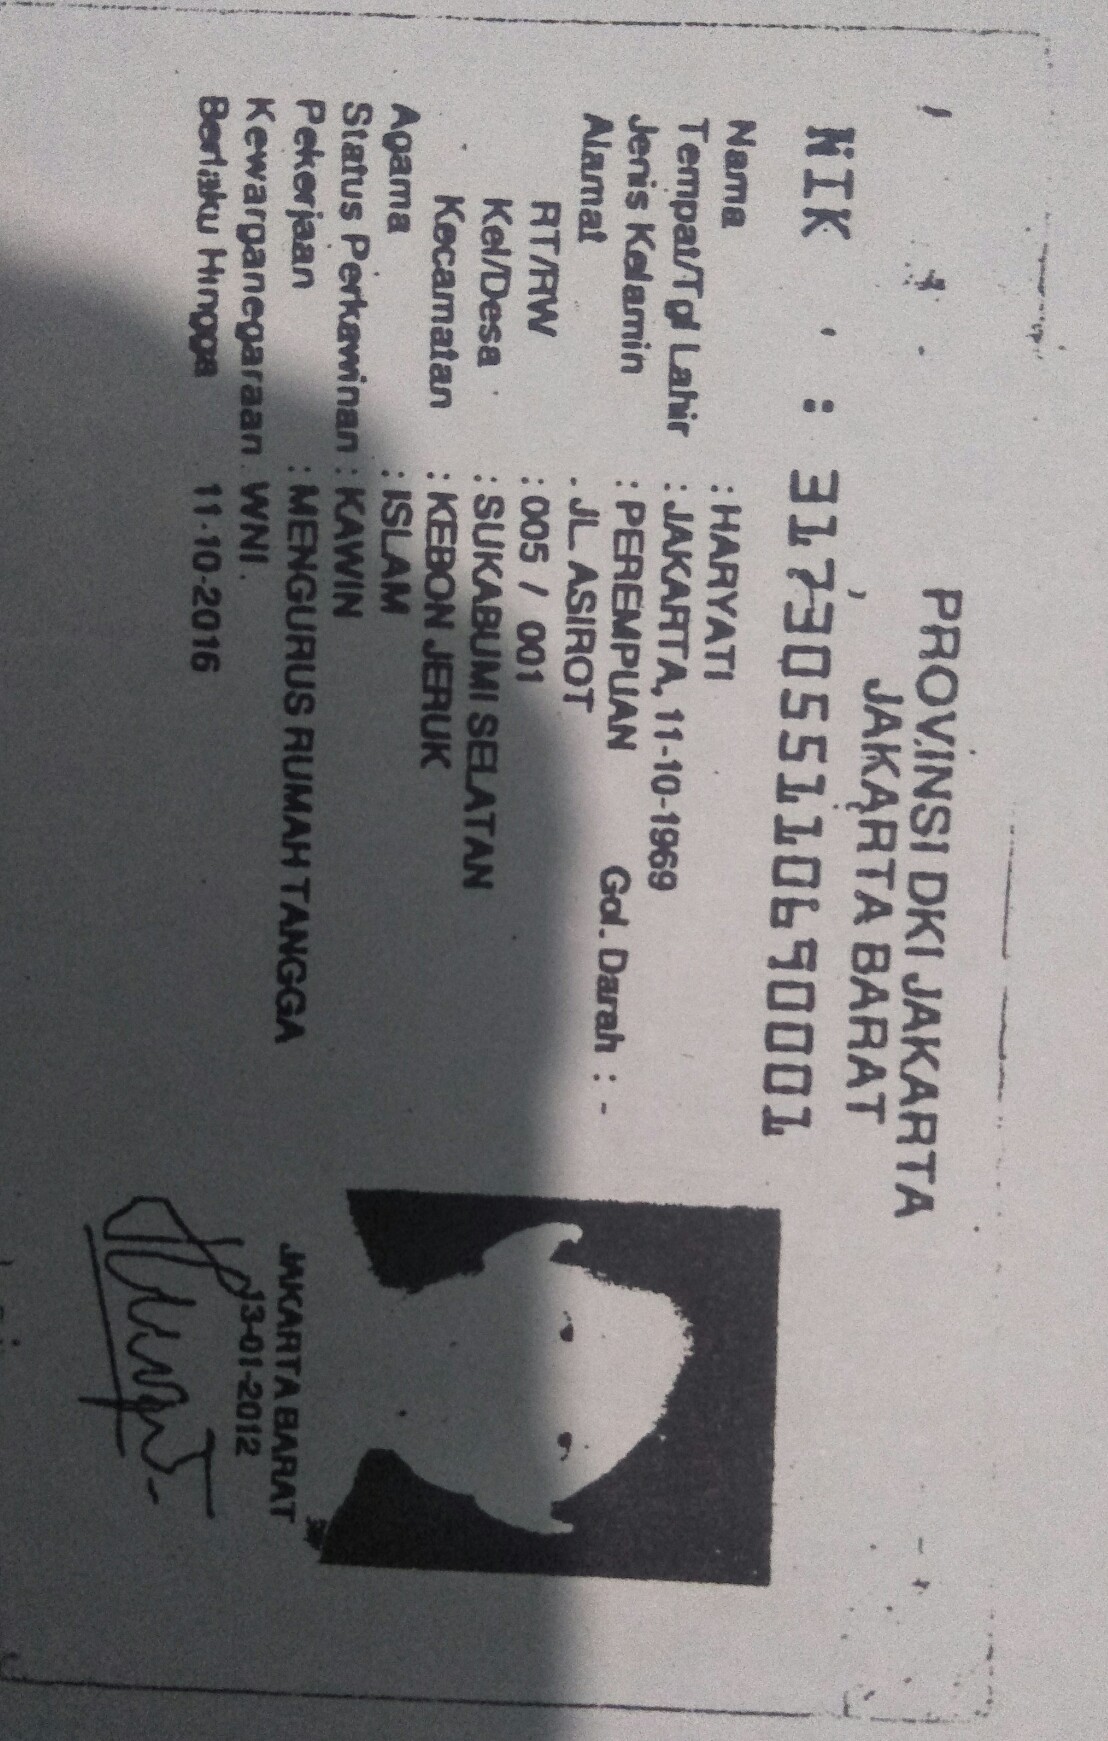 PROVINSI DKI JAKARTA
JAKARTA BARAT
NIK : 3173055110690001
Nama : HARYATI
Tempat/Tgl Lahir : JAKARTA, 11-10-1969
Jenis Kelamin : PEREMPUAN Gol. Darah : -
Alamat : JL. ASIROT
RT/RW : 005 / 001
Kel/Desa : SUKABUMI SELATAN
Kecamatan : KEBON JERUK
Agama : ISLAM
Status Perkawinan : KAWIN
Pekerjaan : MENGURUS RUMAH TANGGA
Kewarganegaraan WNI
Berlaku Hingga 11-10-2016
JAKARTA BARAT
13-01-2012